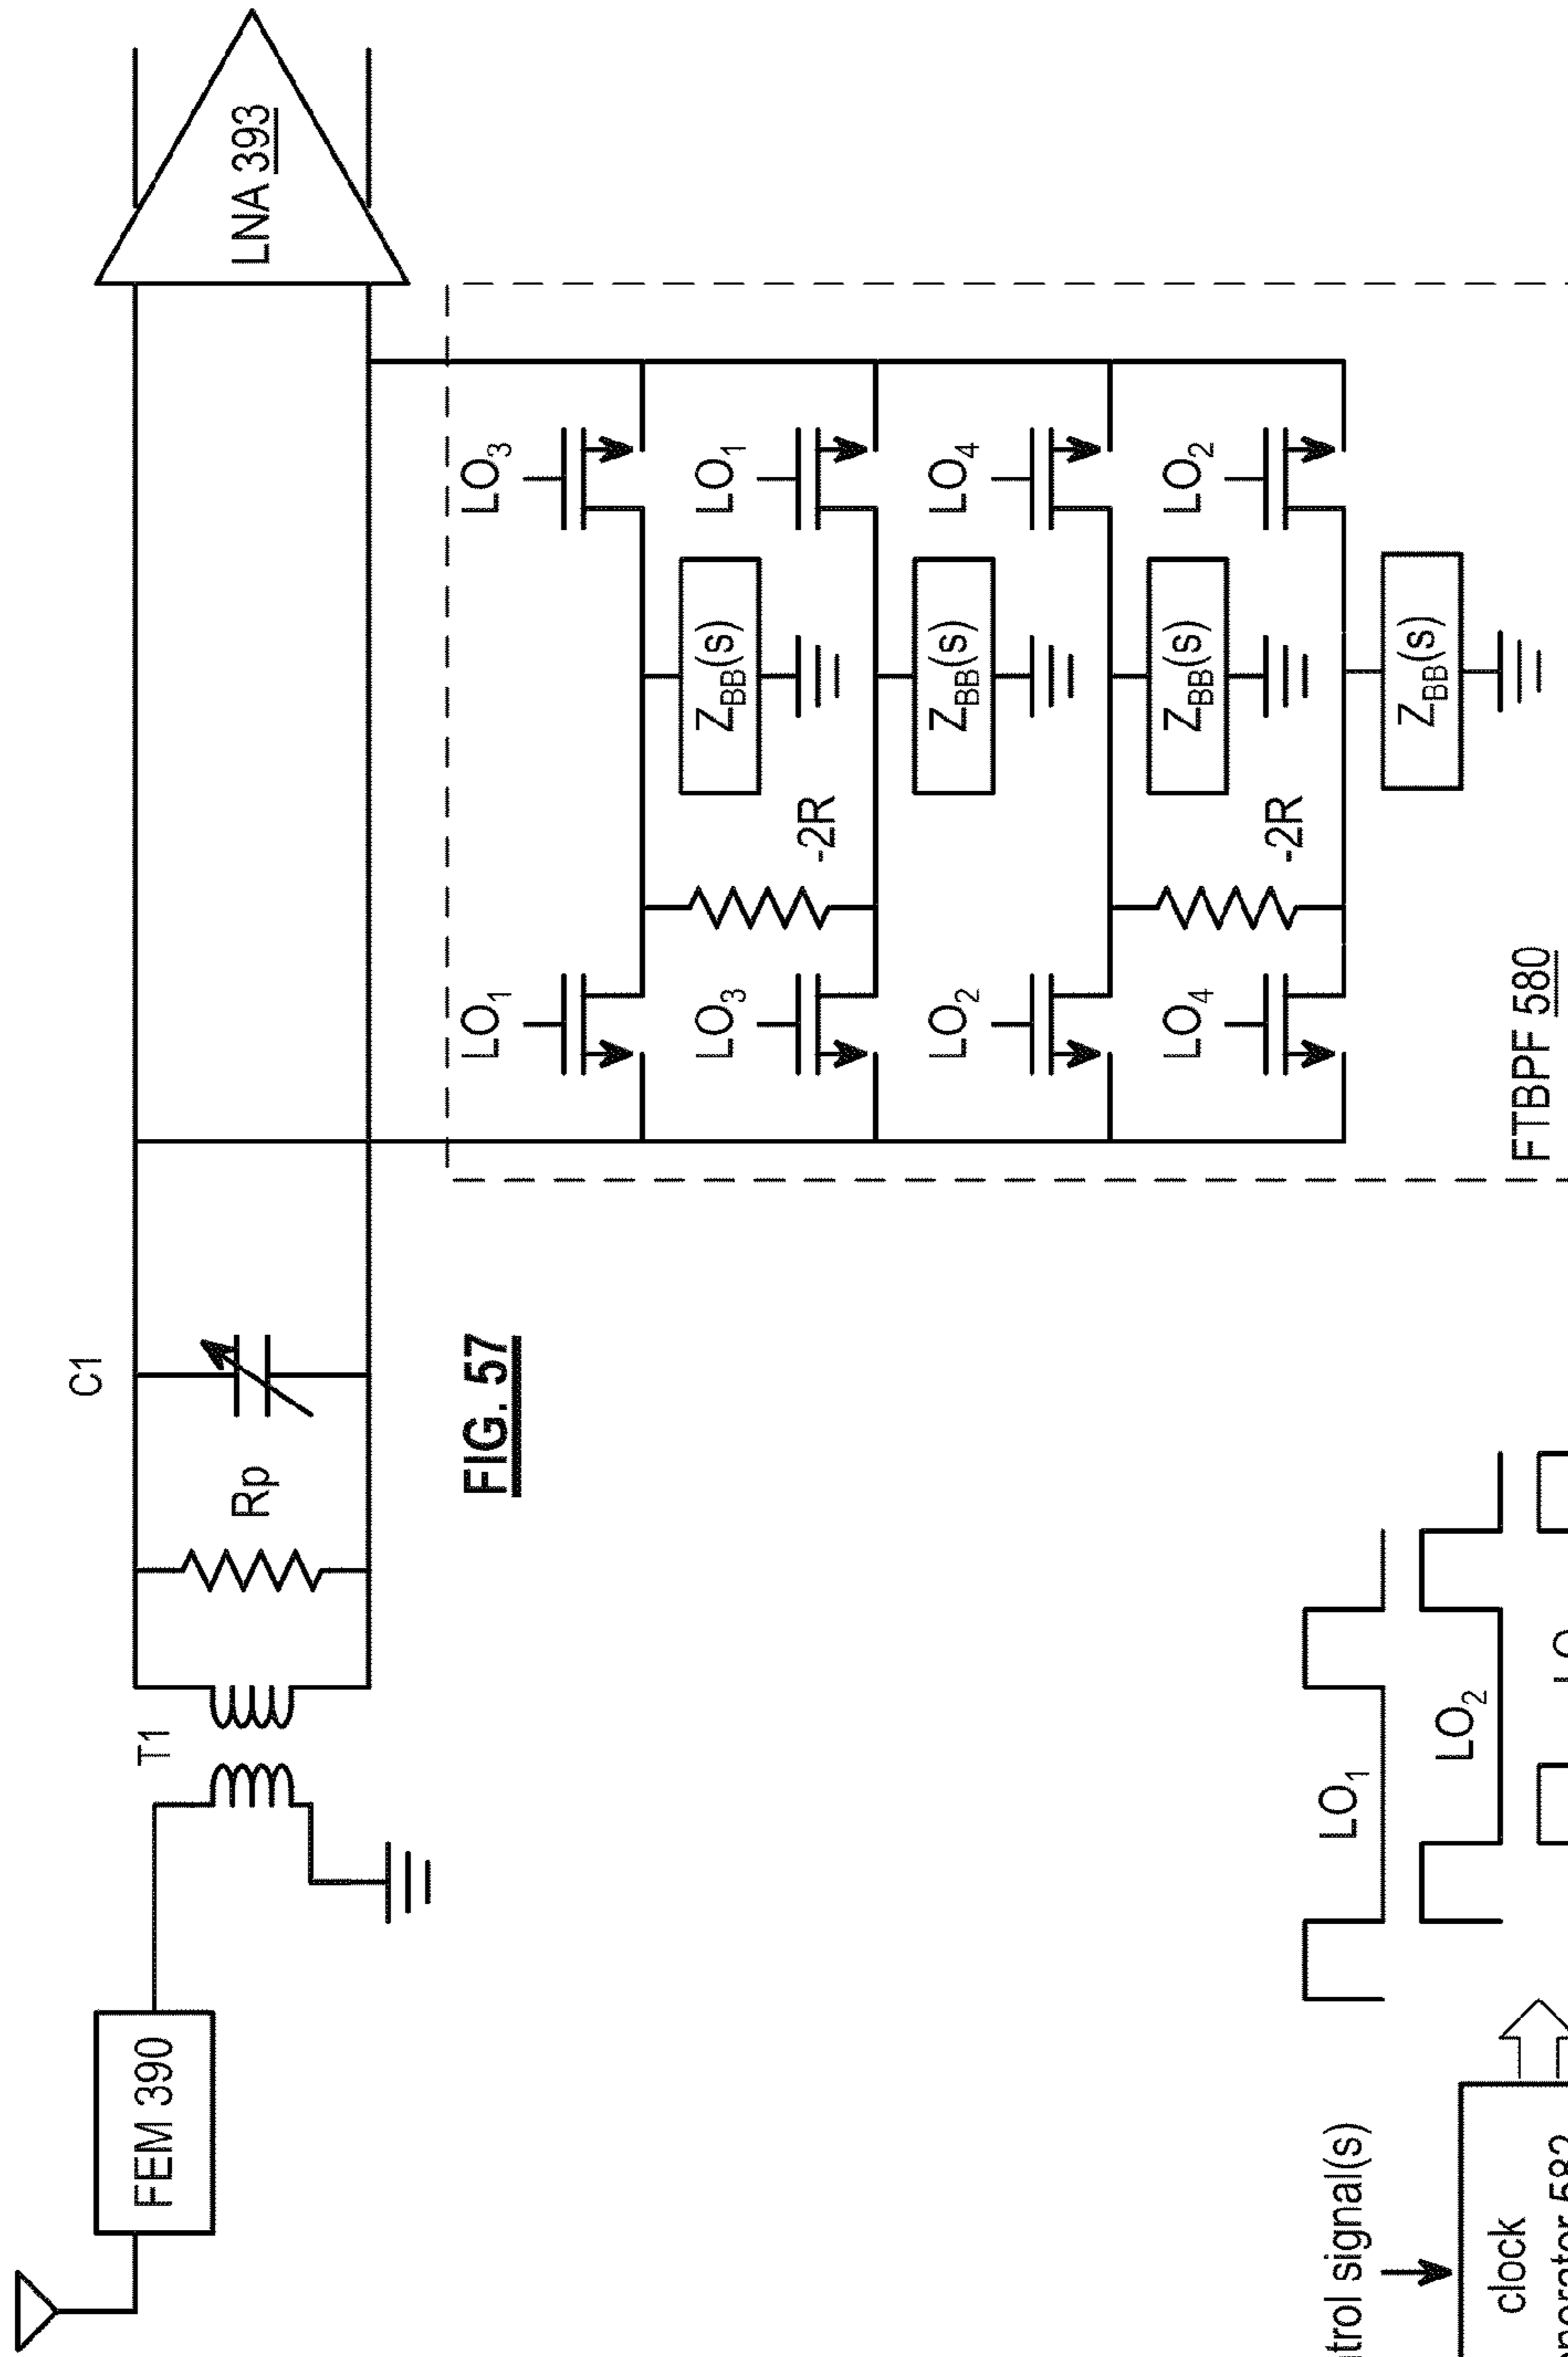 FEM 390
T1
Rp
C1
LNA 393
FIG. 57
LO1
LO3
LO3
LO1
LO2
LO4
LO4
LO2
-2R
-2R
ZBB(s)
ZBB(s)
ZBB(s)
ZBB(s)
FTBPF 580
LO1
LO2
signal(s)
clock